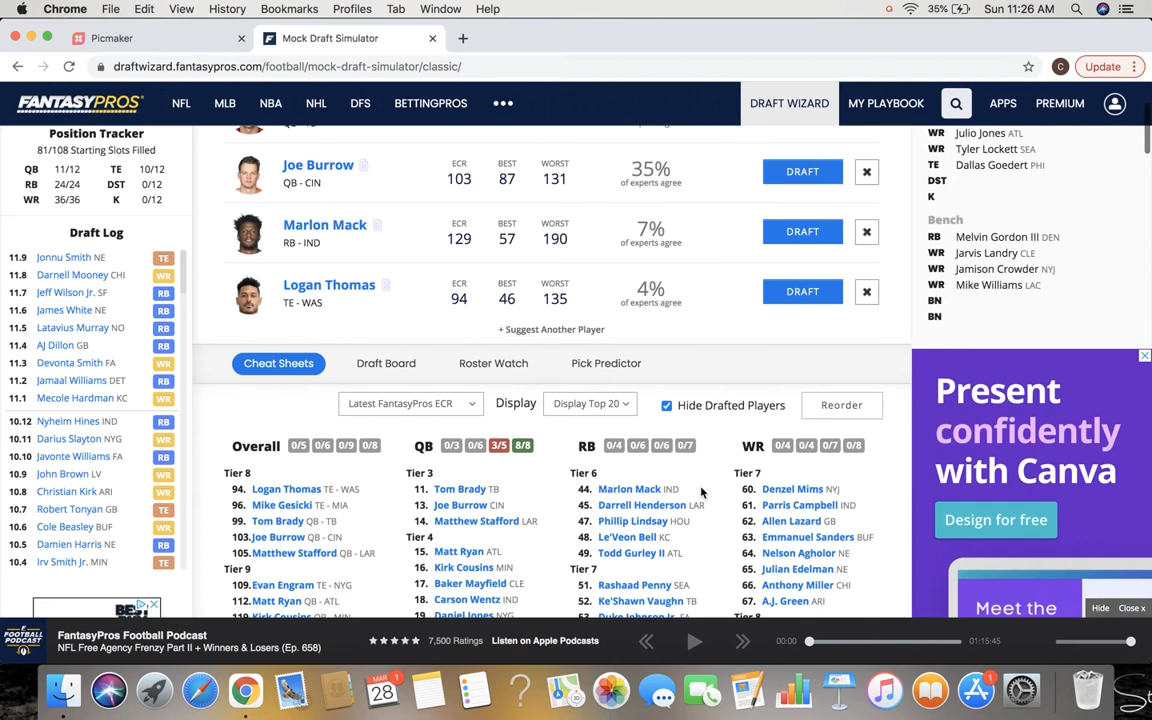 Chrome File Edit View History Bookmarks Profiles Tab Window Help 35% Sun 11:26 AM
Picmaker Mock Draft Simulator
draftwizard.fantasypros.com/football/mock-draft-simulator/classic/ C Update
FANTASYPROS NFL MLB NBA NHL DFS BETTINGPROS ••• DRAFT WIZARD MY PLAYBOOK APPS PREMIUM
Position Tracker
81/108 Starting Slots Filled
QB 11/12 TE 10/12
RB 24/24 DST 0/12
WR 36/36 K 0/12
Draft Log
11.9 Jonnu Smith NE TE
11.8 Darnell Mooney CHI WR
11.7 Jeff Wilson Jr. SF RB
11.6 James White NE RB
11.5 Latavius Murray NO RB
11.4 AJ Dillon GB RB
11.3 Devonta Smith FA WR
11.2 Jamaal Williams DET RB
11.1 Mecole Hardman KC WR
10.12 Nyheim Hines IND RB
10.11 Darius Slayton NYG WR
10.10 Javonte Williams FA RB
10.9 John Brown LV WR
10.8 Christian Kirk ARI WR
10.7 Robert Tonyan GB TE
10.6 Cole Beasley BUF WR
10.5 Damien Harris NE RB
10.4 Irv Smith Jr. MIN TE
Joe Burrow
QB - CIN
ECR 103 BEST 87 WORST 131
35%
of experts agree
DRAFT
Marlon Mack
RB - IND
ECR 129 BEST 57 WORST 190
7%
of experts agree
DRAFT
Logan Thomas
TE - WAS
ECR 94 BEST 46 WORST 135
4%
of experts agree
DRAFT
+ Suggest Another Player
Cheat Sheets Draft Board Roster Watch Pick Predictor
Latest FantasyPros ECR Display Display Top 20 Hide Drafted Players Reorder
Overall 0/5 0/6 0/9 0/8
Tier 8
94. Logan Thomas TE - WAS
96. Mike Gesicki TE - MIA
99. Tom Brady QB - TB
103. Joe Burrow QB - CIN
105. Matthew Stafford QB - LAR
Tier 9
109. Evan Engram TE - NYG
112. Matt Ryan QB - ATL
119. Kirk Cousins QB - MIN
QB 0/3 0/6 3/5 8/8
Tier 3
11. Tom Brady TB
13. Joe Burrow CIN
14. Matthew Stafford LAR
Tier 4
15. Matt Ryan ATL
16. Kirk Cousins MIN
17. Baker Mayfield CLE
18. Carson Wentz IND
19. Daniel Jones NYG
RB 0/4 0/6 0/6 0/7
Tier 6
44. Marlon Mack IND
45. Darrell Henderson LAR
47. Phillip Lindsay HOU
48. Le'Veon Bell KC
49. Todd Gurley II ATL
Tier 7
51. Rashaad Penny SEA
52. Ke'Shawn Vaughn TB
53. Duke Johnson Jr. FA
WR 0/4 0/4 0/7 0/8
Tier 7
60. Denzel Mims NYJ
61. Parris Campbell IND
62. Allen Lazard GB
63. Emmanuel Sanders BUF
64. Nelson Agholor NE
65. Julian Edelman NE
66. Anthony Miller CHI
67. A.J. Green ARI
Tier 8
WR Julio Jones ATL
WR Tyler Lockett SEA
TE Dallas Goedert PHI
DST
K
Bench
RB Melvin Gordon III DEN
WR Jarvis Landry CLE
WR Jamison Crowder NYJ
WR Mike Williams LAC
BN
BN
Present
confidently
with Canva
Design for free
Meet the
Hide Close x
FOOTBALL PODCAST
FantasyPros Football Podcast
NFL Free Agency Frenzy Part II + Winners & Losers (Ep. 658)
7,500 Ratings Listen on Apple Podcasts
00:00 01:15:45
MAR 28
1